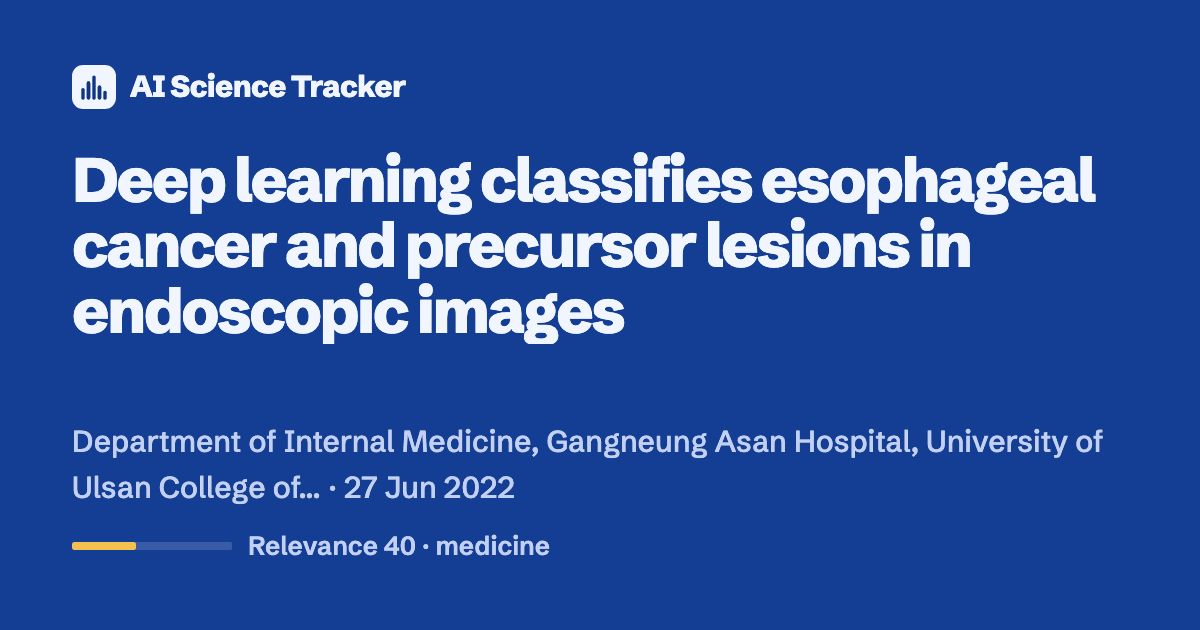 AI Science Tracker
Deep learning classifies esophageal
cancer and precursor lesions in
endoscopic images
Department of Internal Medicine, Gangneung Asan Hospital, University of
Ulsan College of... · 27 Jun 2022
Relevance 40 · medicine